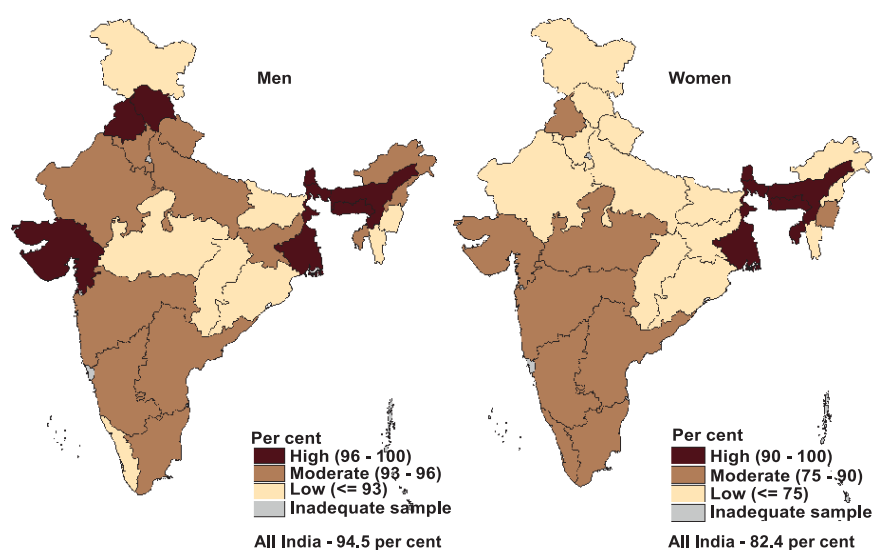 Men
Per cent
High (96 - 100)
Moderate (93 - 96)
Low (<= 93)
Inadequate sample
All India - 94.5 per cent
Women
Per cent
High (90 - 100)
Moderate (75 - 90)
Low (<= 75)
Inadequate sample
All India - 82.4 per cent